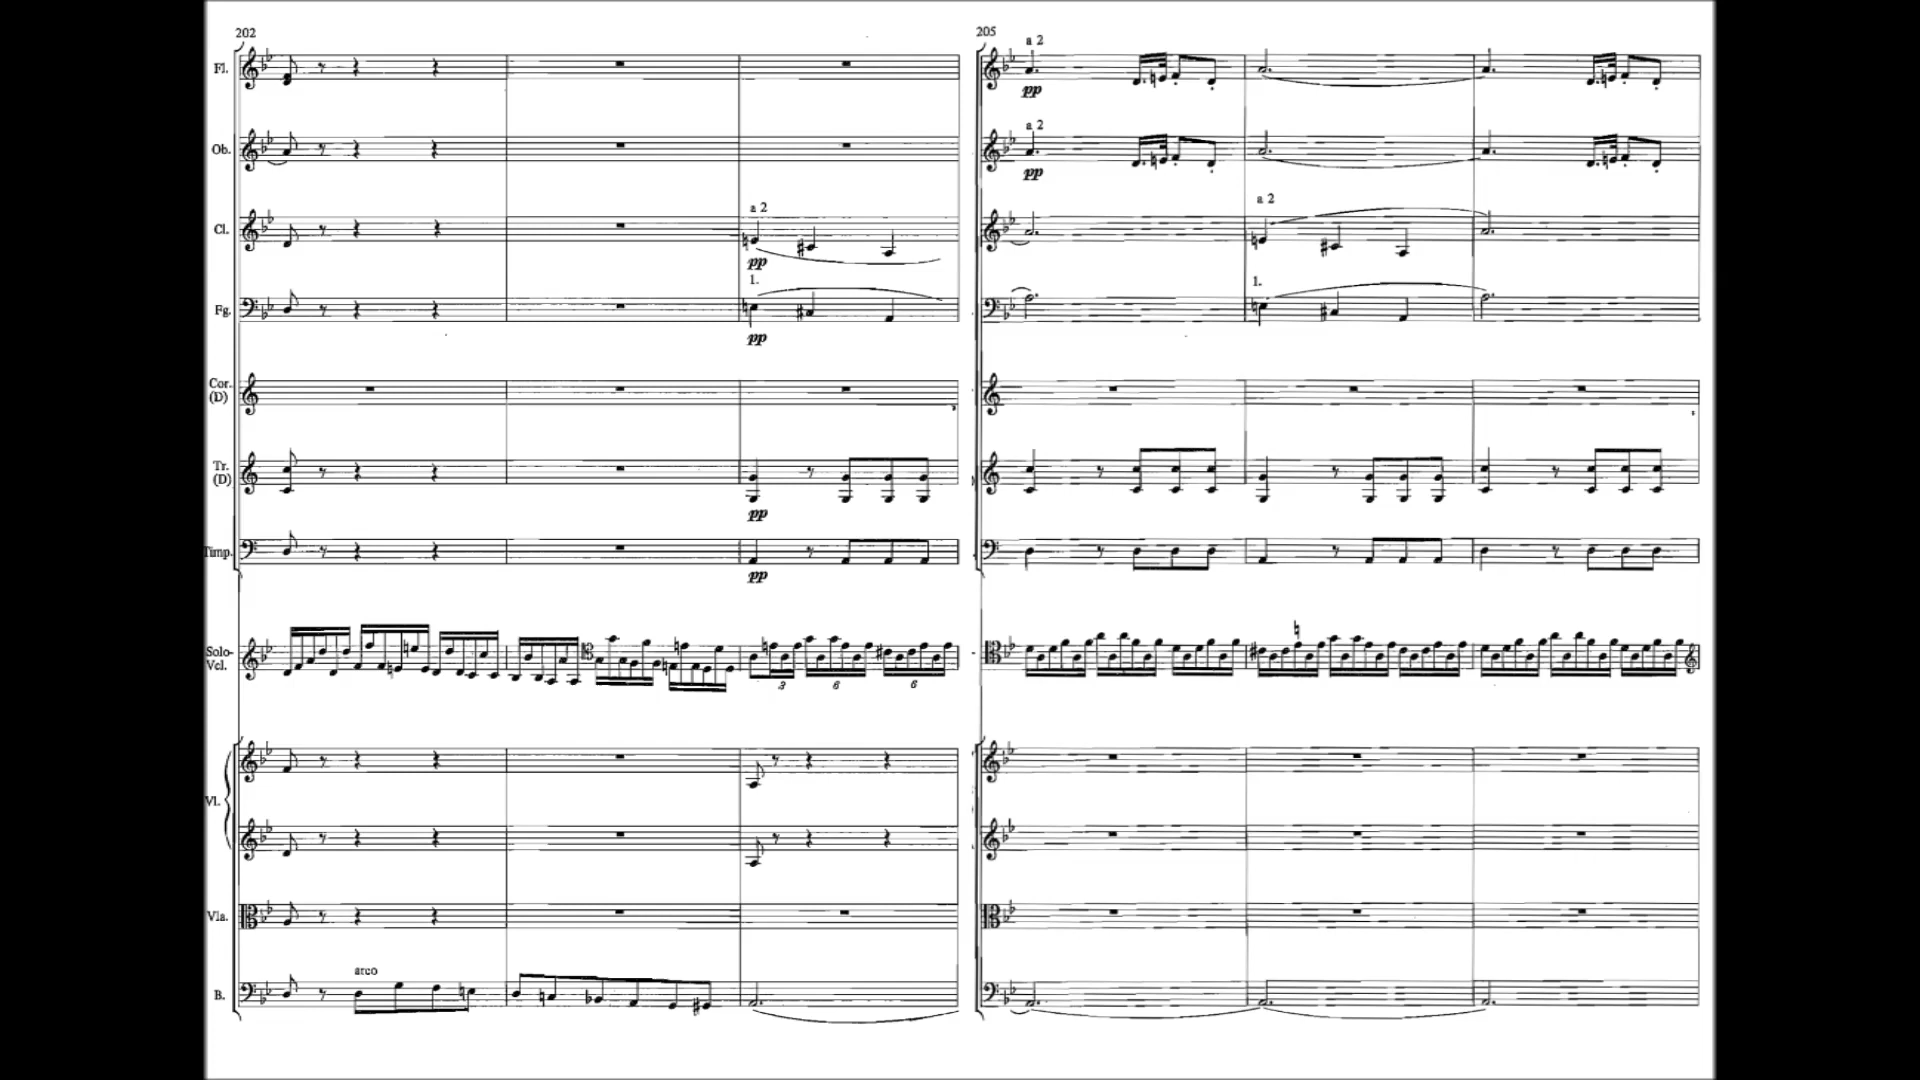 202
205
a 2
Fl.
pp
a 2
Ob.
pp
a 2
a 2
Cl.
pp
1.
1.
Fg.
pp
Cor.
(D)
Tr.
(D)
pp
Timp.
pp
Solo-
Vcl.
3
6
6
Vl.
Vla.
arco
B.